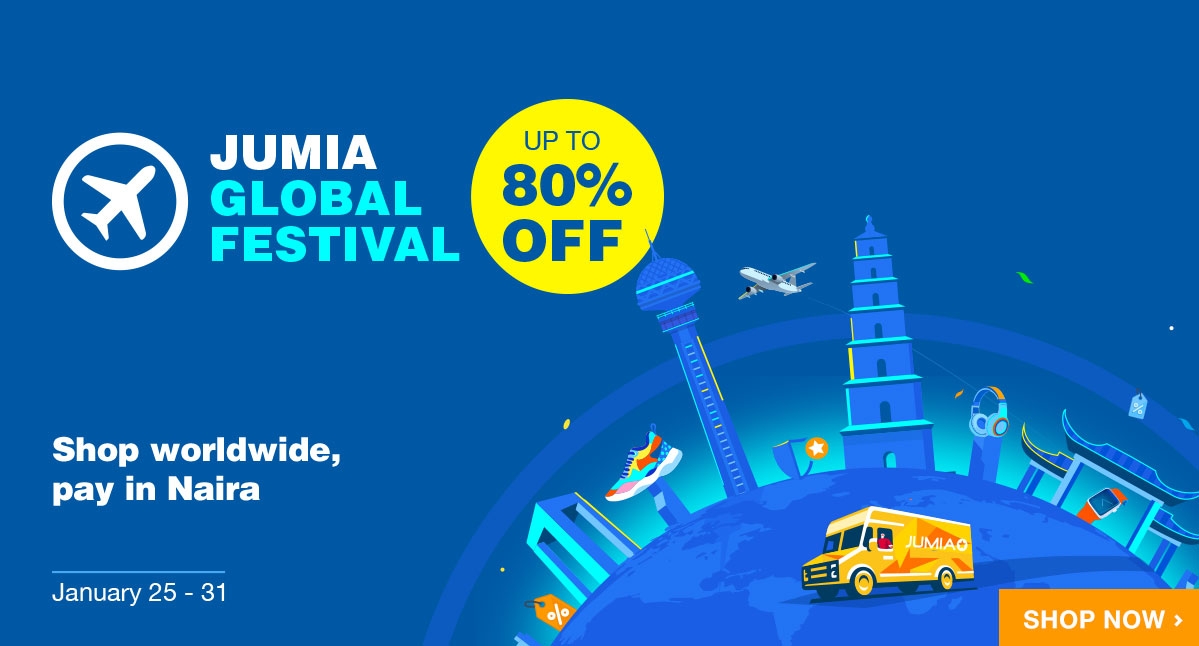 JUMIA
GLOBAL
FESTIVAL
UP TO
80%
OFF
Shop worldwide,
pay in Naira
January 25 - 31
%
%
JUMIA
SHOP NOW ›